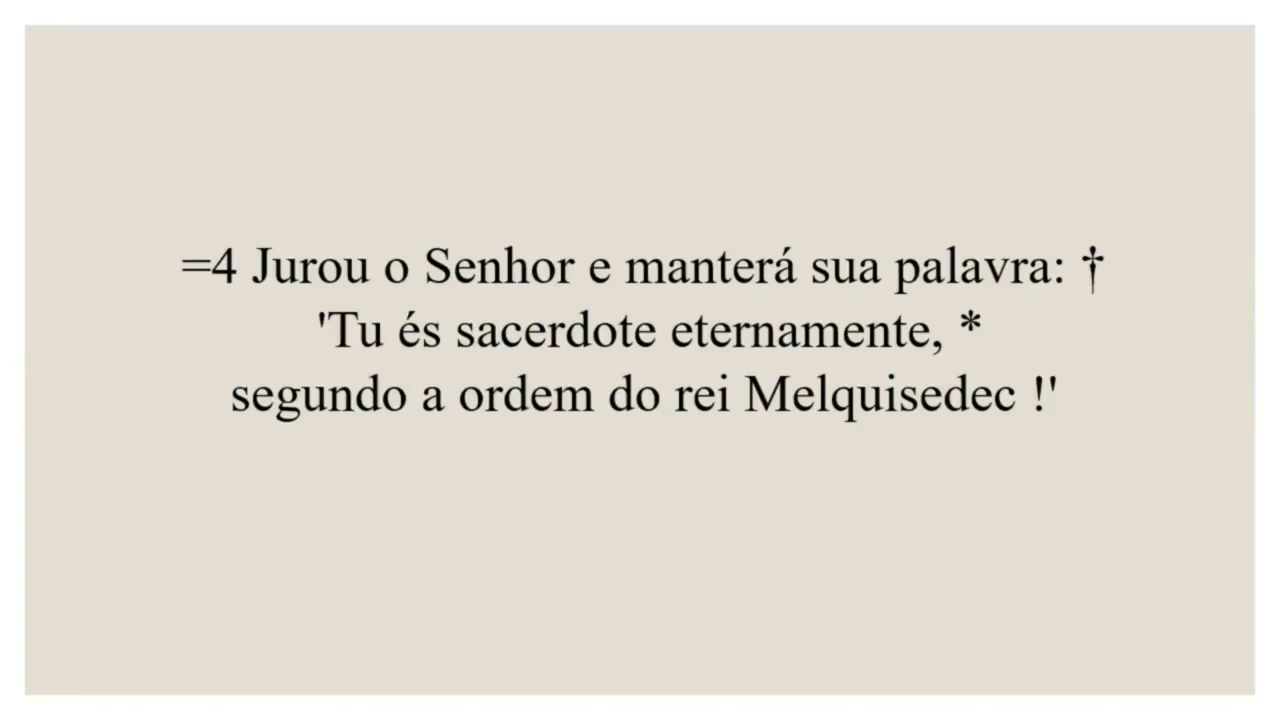 =4 Jurou o Senhor e manterá sua palavra: †
'Tu és sacerdote eternamente, *
segundo a ordem do rei Melquisedec !'